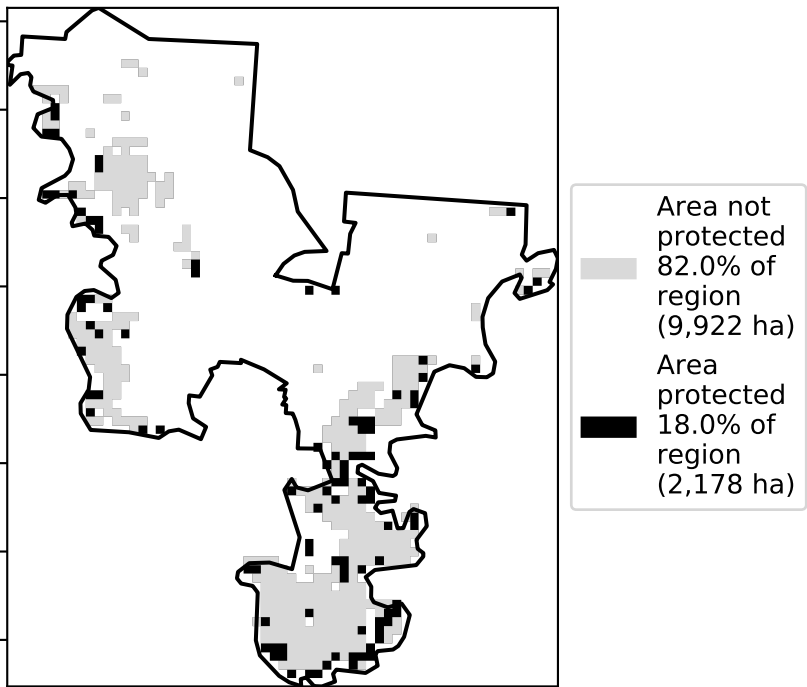 Area not
protected
82.0% of
region
(9,922 ha)
Area
protected
18.0% of
region
(2,178 ha)